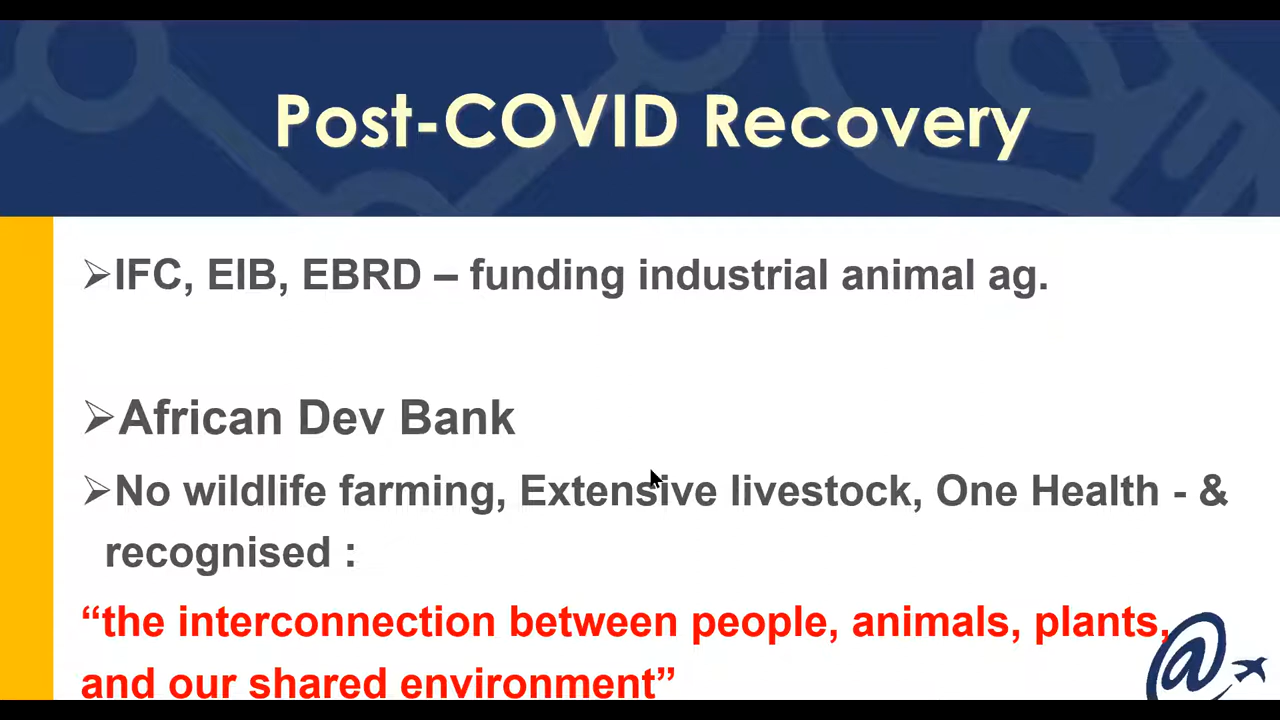 Post-COVID Recovery
➢IFC, EIB, EBRD – funding industrial animal ag.
➢African Dev Bank
➢No wildlife farming, Extensive livestock, One Health - &
recognised :
“the interconnection between people, animals, plants,
and our shared environment”
@